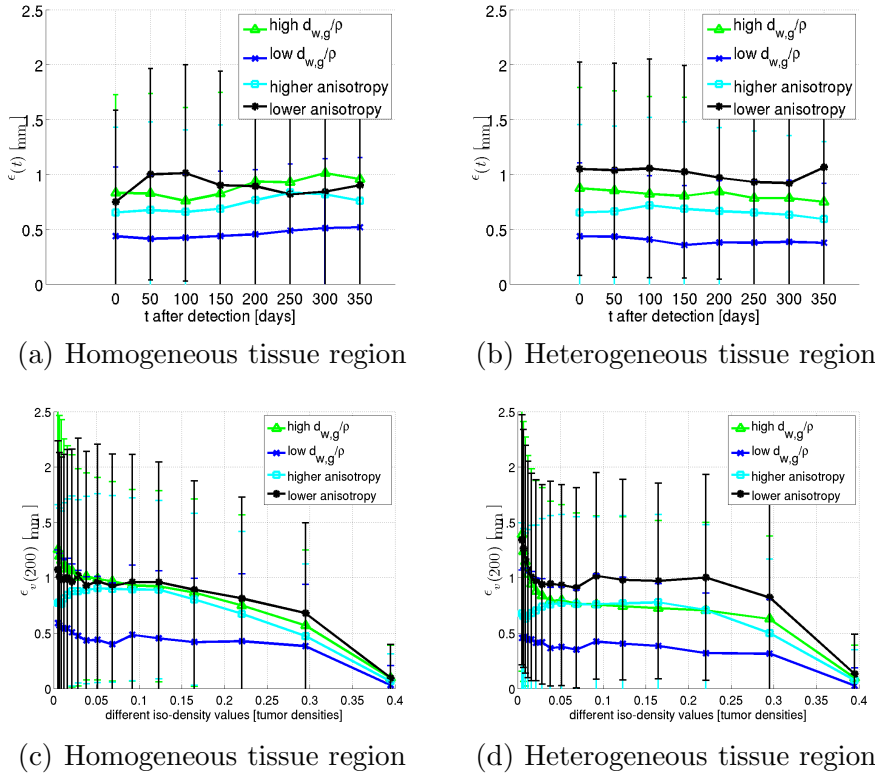 2.5
2
1.5
1
0.5
0
ϵ(t) [mm]
high d_w,g/ρ
low d_w,g/ρ
higher anisotropy
lower anisotropy
0 50 100 150 200 250 300 350
t after detection [days]
(a) Homogeneous tissue region
2.5
2
1.5
1
0.5
0
ϵ(t) [mm]
high d_w,g/ρ
low d_w,g/ρ
higher anisotropy
lower anisotropy
0 50 100 150 200 250 300 350
t after detection [days]
(b) Heterogeneous tissue region
2.5
2
1.5
1
0.5
0
ϵ_v(200) [mm]
high d_w,g/ρ
low d_w,g/ρ
higher anisotropy
lower anisotropy
0 0.05 0.1 0.15 0.2 0.25 0.3 0.35 0.4
different iso-density values [tumor densities]
(c) Homogeneous tissue region
2.5
2
1.5
1
0.5
0
ϵ_v(200) [mm]
high d_w,g/ρ
low d_w,g/ρ
higher anisotropy
lower anisotropy
0 0.05 0.1 0.15 0.2 0.25 0.3 0.35 0.4
different iso-density values [tumor densities]
(d) Heterogeneous tissue region